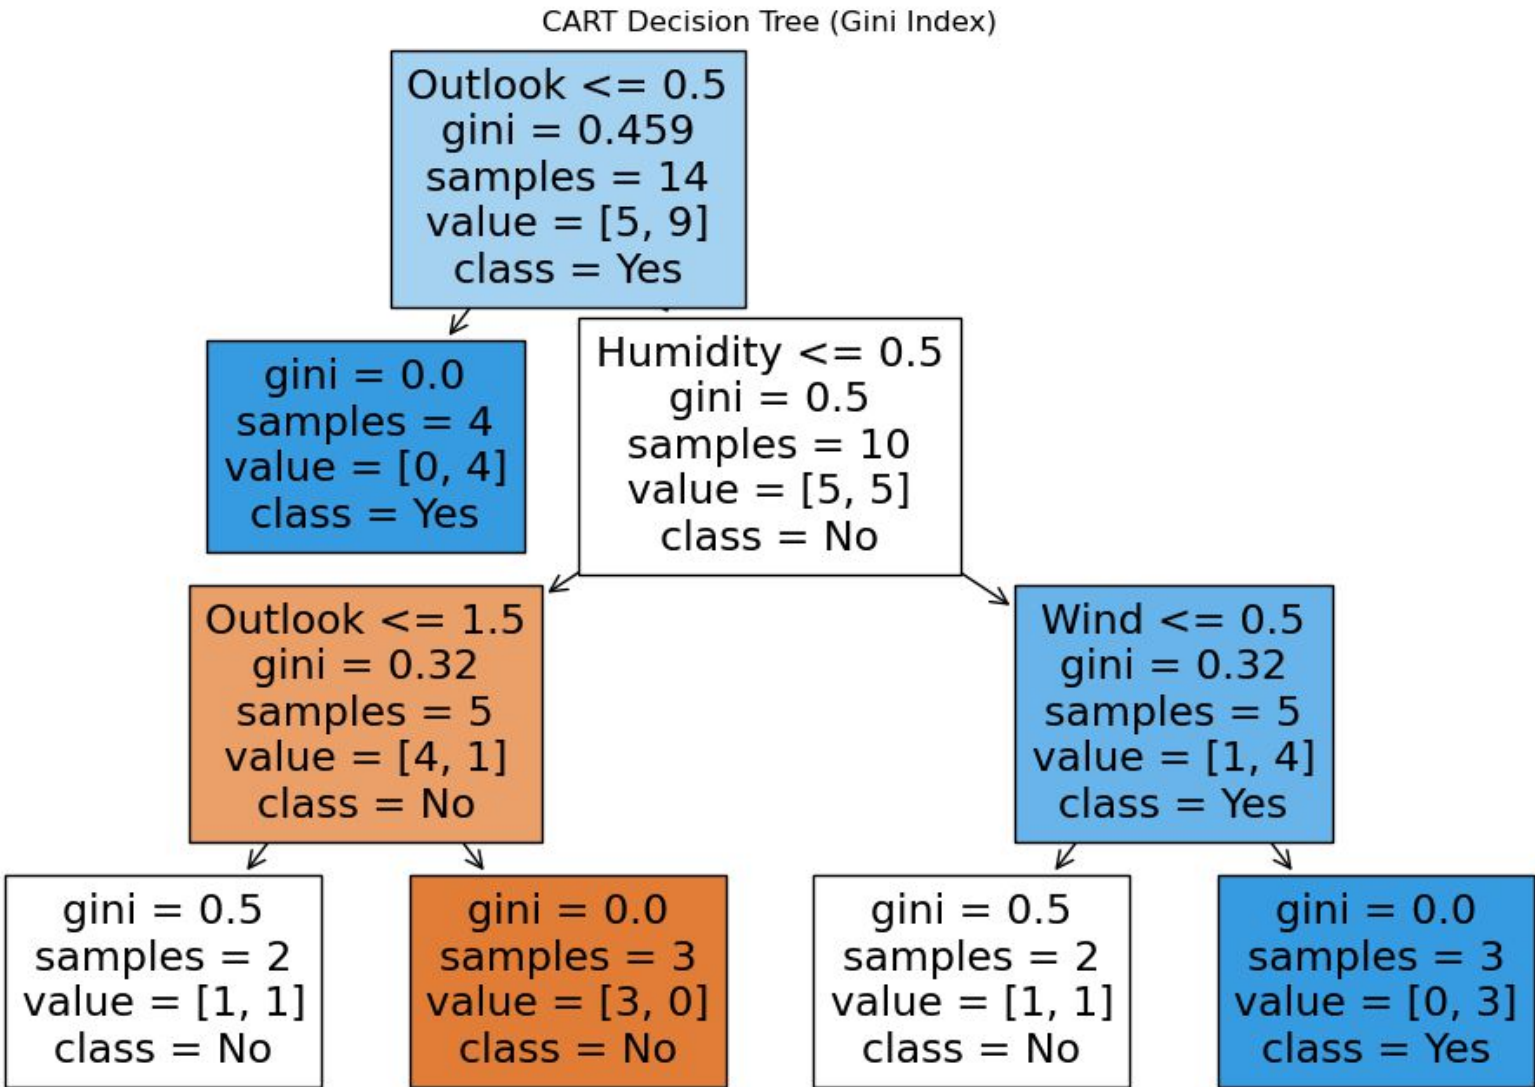 CART Decision Tree (Gini Index)
Outlook <= 0.5
gini = 0.459
samples = 14
value = [5, 9]
class = Yes
gini = 0.0
samples = 4
value = [0, 4]
class = Yes
Humidity <= 0.5
gini = 0.5
samples = 10
value = [5, 5]
class = No
Outlook <= 1.5
gini = 0.32
samples = 5
value = [4, 1]
class = No
Wind <= 0.5
gini = 0.32
samples = 5
value = [1, 4]
class = Yes
gini = 0.5
samples = 2
value = [1, 1]
class = No
gini = 0.0
samples = 3
value = [3, 0]
class = No
gini = 0.5
samples = 2
value = [1, 1]
class = No
gini = 0.0
samples = 3
value = [0, 3]
class = Yes